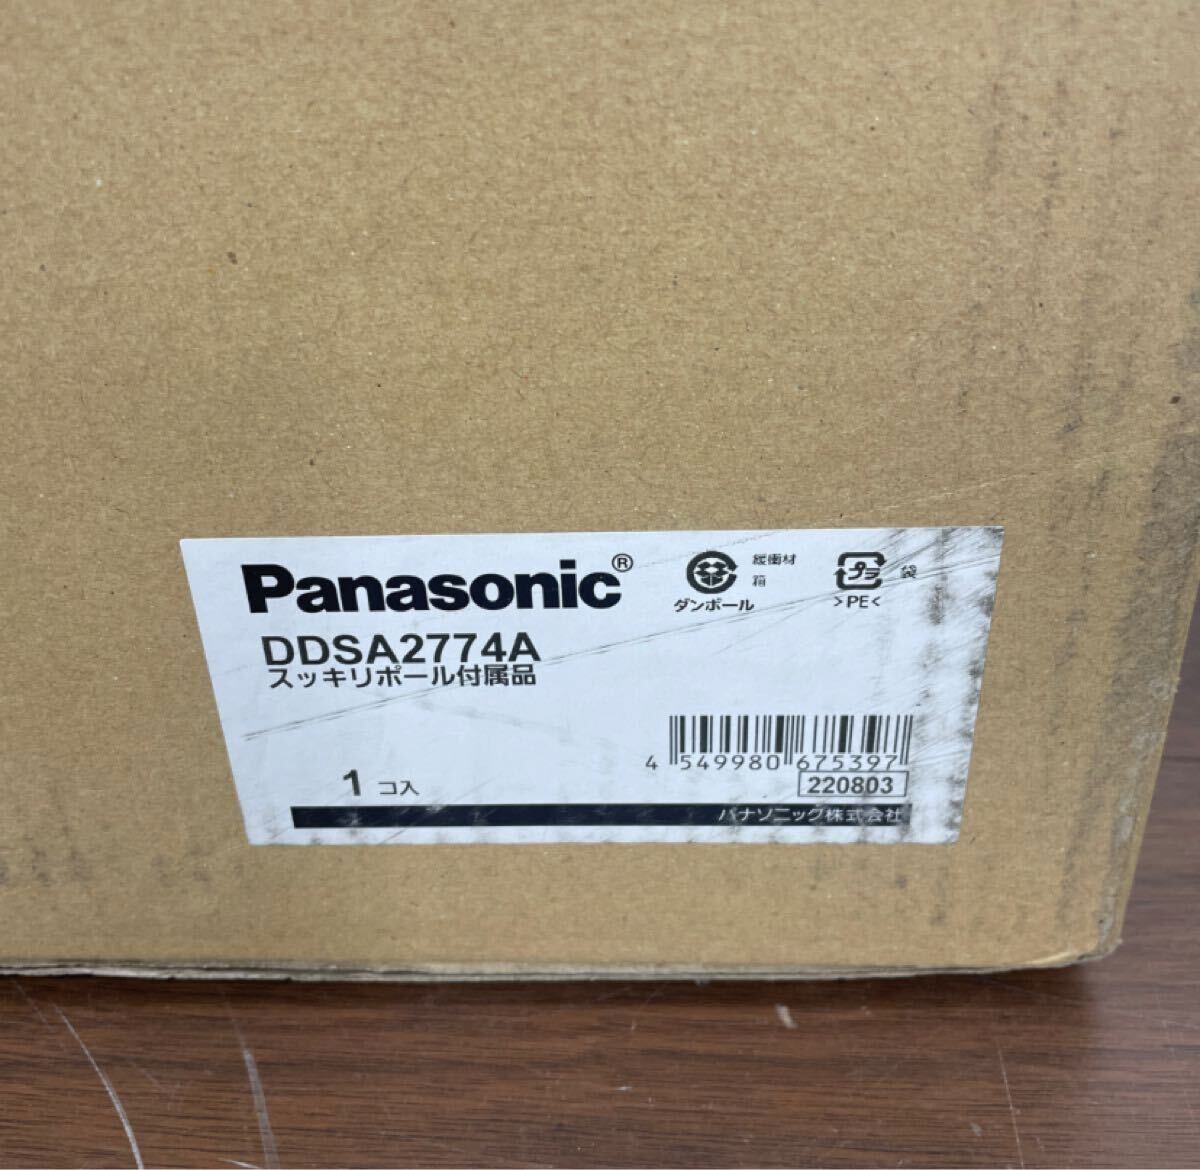 Panasonic®
DDSA2774A
スッキリポール付属品
1 コ入
ダンボール
緩衝材
箱
プラ
袋
>PE<
4 549980 675397
220803
パナソニック株式会社